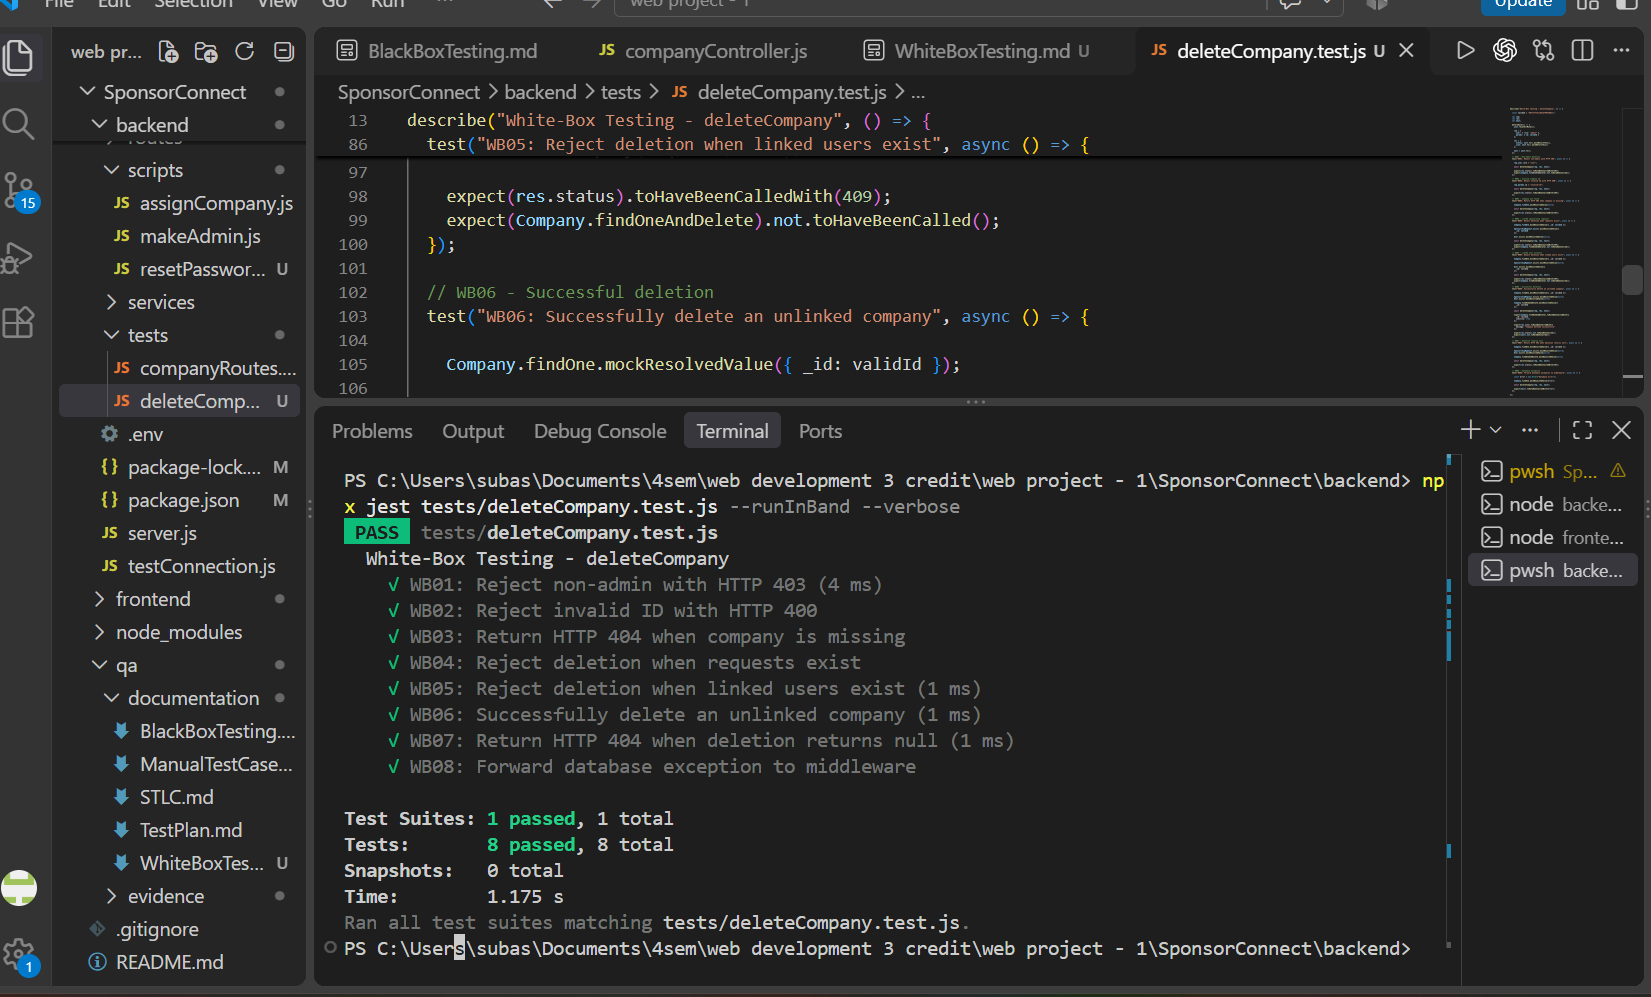 File Edit Selection View Go Run ... web project - 1 Update
web pr...
SponsorConnect
backend
routes
scripts
JS assignCompany.js
JS makeAdmin.js
JS resetPasswor... U
services
tests
JS companyRoutes....
JS deleteComp... U
.env
{} package-lock.... M
{} package.json M
JS server.js
JS testConnection.js
frontend
node_modules
qa
documentation
BlackBoxTesting....
ManualTestCase...
STLC.md
TestPlan.md
WhiteBoxTes... U
evidence
.gitignore
README.md
15
1
BlackBoxTesting.md JS companyController.js WhiteBoxTesting.md U JS deleteCompany.test.js U
SponsorConnect > backend > tests > JS deleteCompany.test.js > ...
13 describe("White-Box Testing - deleteCompany", () => {
86 test("WB05: Reject deletion when linked users exist", async () => {
97
98 expect(res.status).toHaveBeenCalledWith(409);
99 expect(Company.findOneAndDelete).not.toHaveBeenCalled();
100 });
101
102 // WB06 - Successful deletion
103 test("WB06: Successfully delete an unlinked company", async () => {
104
105 Company.findOne.mockResolvedValue({ _id: validId });
106
Problems Output Debug Console Terminal Ports
PS C:\Users\subas\Documents\4sem\web development 3 credit\web project - 1\SponsorConnect\backend> np
x jest tests/deleteCompany.test.js --runInBand --verbose
PASS tests/deleteCompany.test.js
White-Box Testing - deleteCompany
√ WB01: Reject non-admin with HTTP 403 (4 ms)
√ WB02: Reject invalid ID with HTTP 400
√ WB03: Return HTTP 404 when company is missing
√ WB04: Reject deletion when requests exist
√ WB05: Reject deletion when linked users exist (1 ms)
√ WB06: Successfully delete an unlinked company (1 ms)
√ WB07: Return HTTP 404 when deletion returns null (1 ms)
√ WB08: Forward database exception to middleware
Test Suites: 1 passed, 1 total
Tests: 8 passed, 8 total
Snapshots: 0 total
Time: 1.175 s
Ran all test suites matching tests/deleteCompany.test.js.
PS C:\Users\subas\Documents\4sem\web development 3 credit\web project - 1\SponsorConnect\backend>
pwsh Sp...
node backe...
node fronte...
pwsh backe...